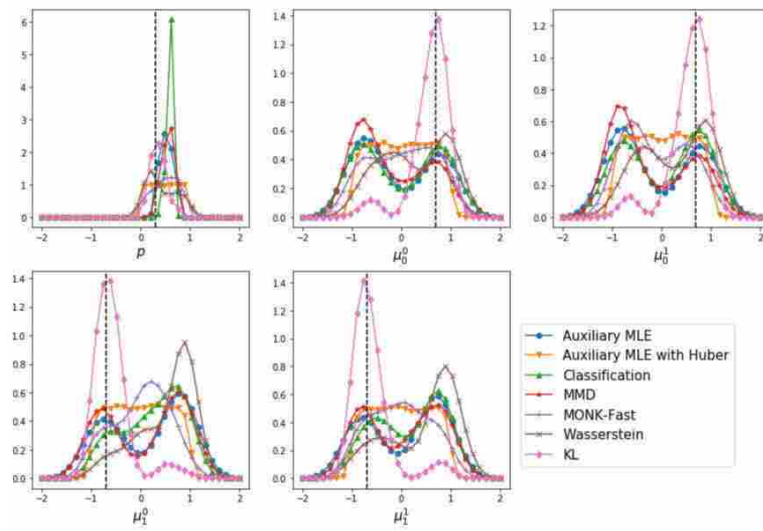 6
5
4
3
2
1
0
−2 −1 0 1 2
p
1.4
1.2
1.0
0.8
0.6
0.4
0.2
0.0
−2 −1 0 1 2
μ₀⁰
1.2
1.0
0.8
0.6
0.4
0.2
0.0
−2 −1 0 1 2
μ₀¹
1.4
1.2
1.0
0.8
0.6
0.4
0.2
0.0
−2 −1 0 1 2
μ₁⁰
1.4
1.2
1.0
0.8
0.6
0.4
0.2
0.0
−2 −1 0 1 2
μ₁¹
Auxiliary MLE
Auxiliary MLE with Huber
Classification
MMD
MONK-Fast
Wasserstein
KL